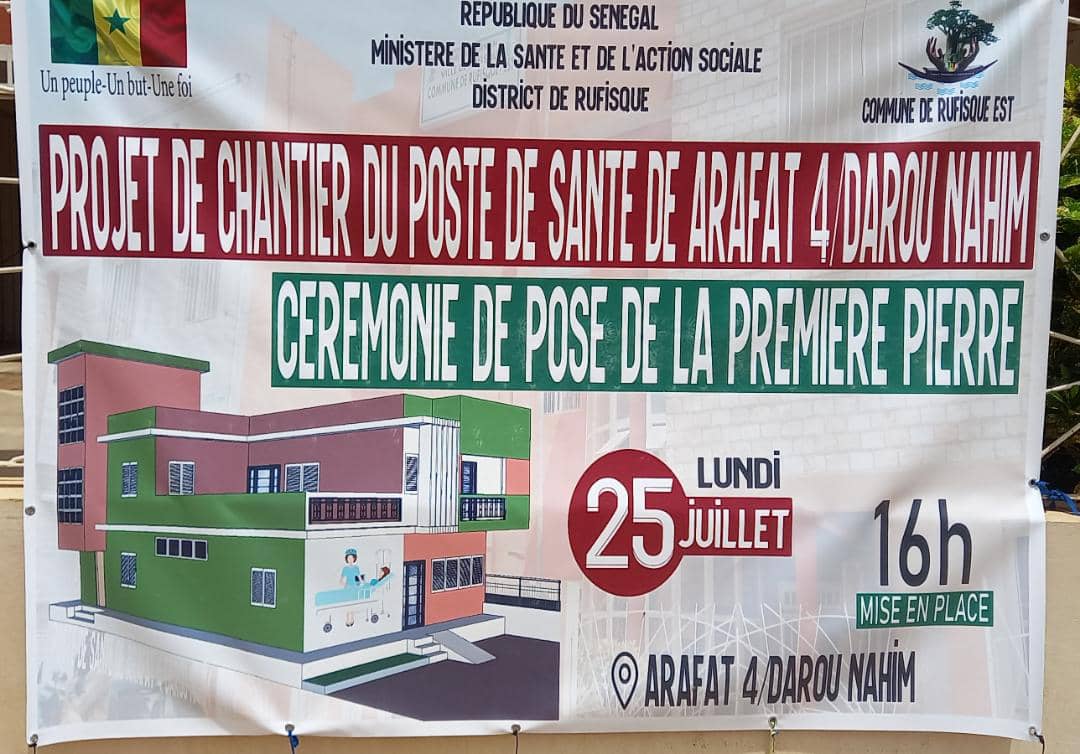 REPUBLIQUE DU SENEGAL
MINISTERE DE LA SANTE ET DE L'ACTION SOCIALE
DISTRICT DE RUFISQUE
Un peuple-Un but-Une foi
COMMUNE DE RUFISQUE EST
PROJET DE CHANTIER DU POSTE DE SANTE DE ARAFAT 4/DAROU NAHIM
CEREMONIE DE POSE DE LA PREMIERE PIERRE
LUNDi
25 JUILLET
16h
MISE EN PLACE
ARAFAT 4/DAROU NAHiM